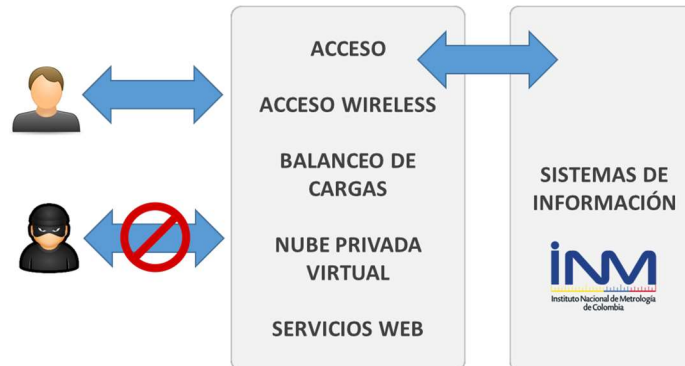 ACCESO
ACCESO WIRELESS
BALANCEO DE
CARGAS
NUBE PRIVADA
VIRTUAL
SERVICIOS WEB
SISTEMAS DE
INFORMACIÓN
INM
Instituto Nacional de Metrología
de Colombia